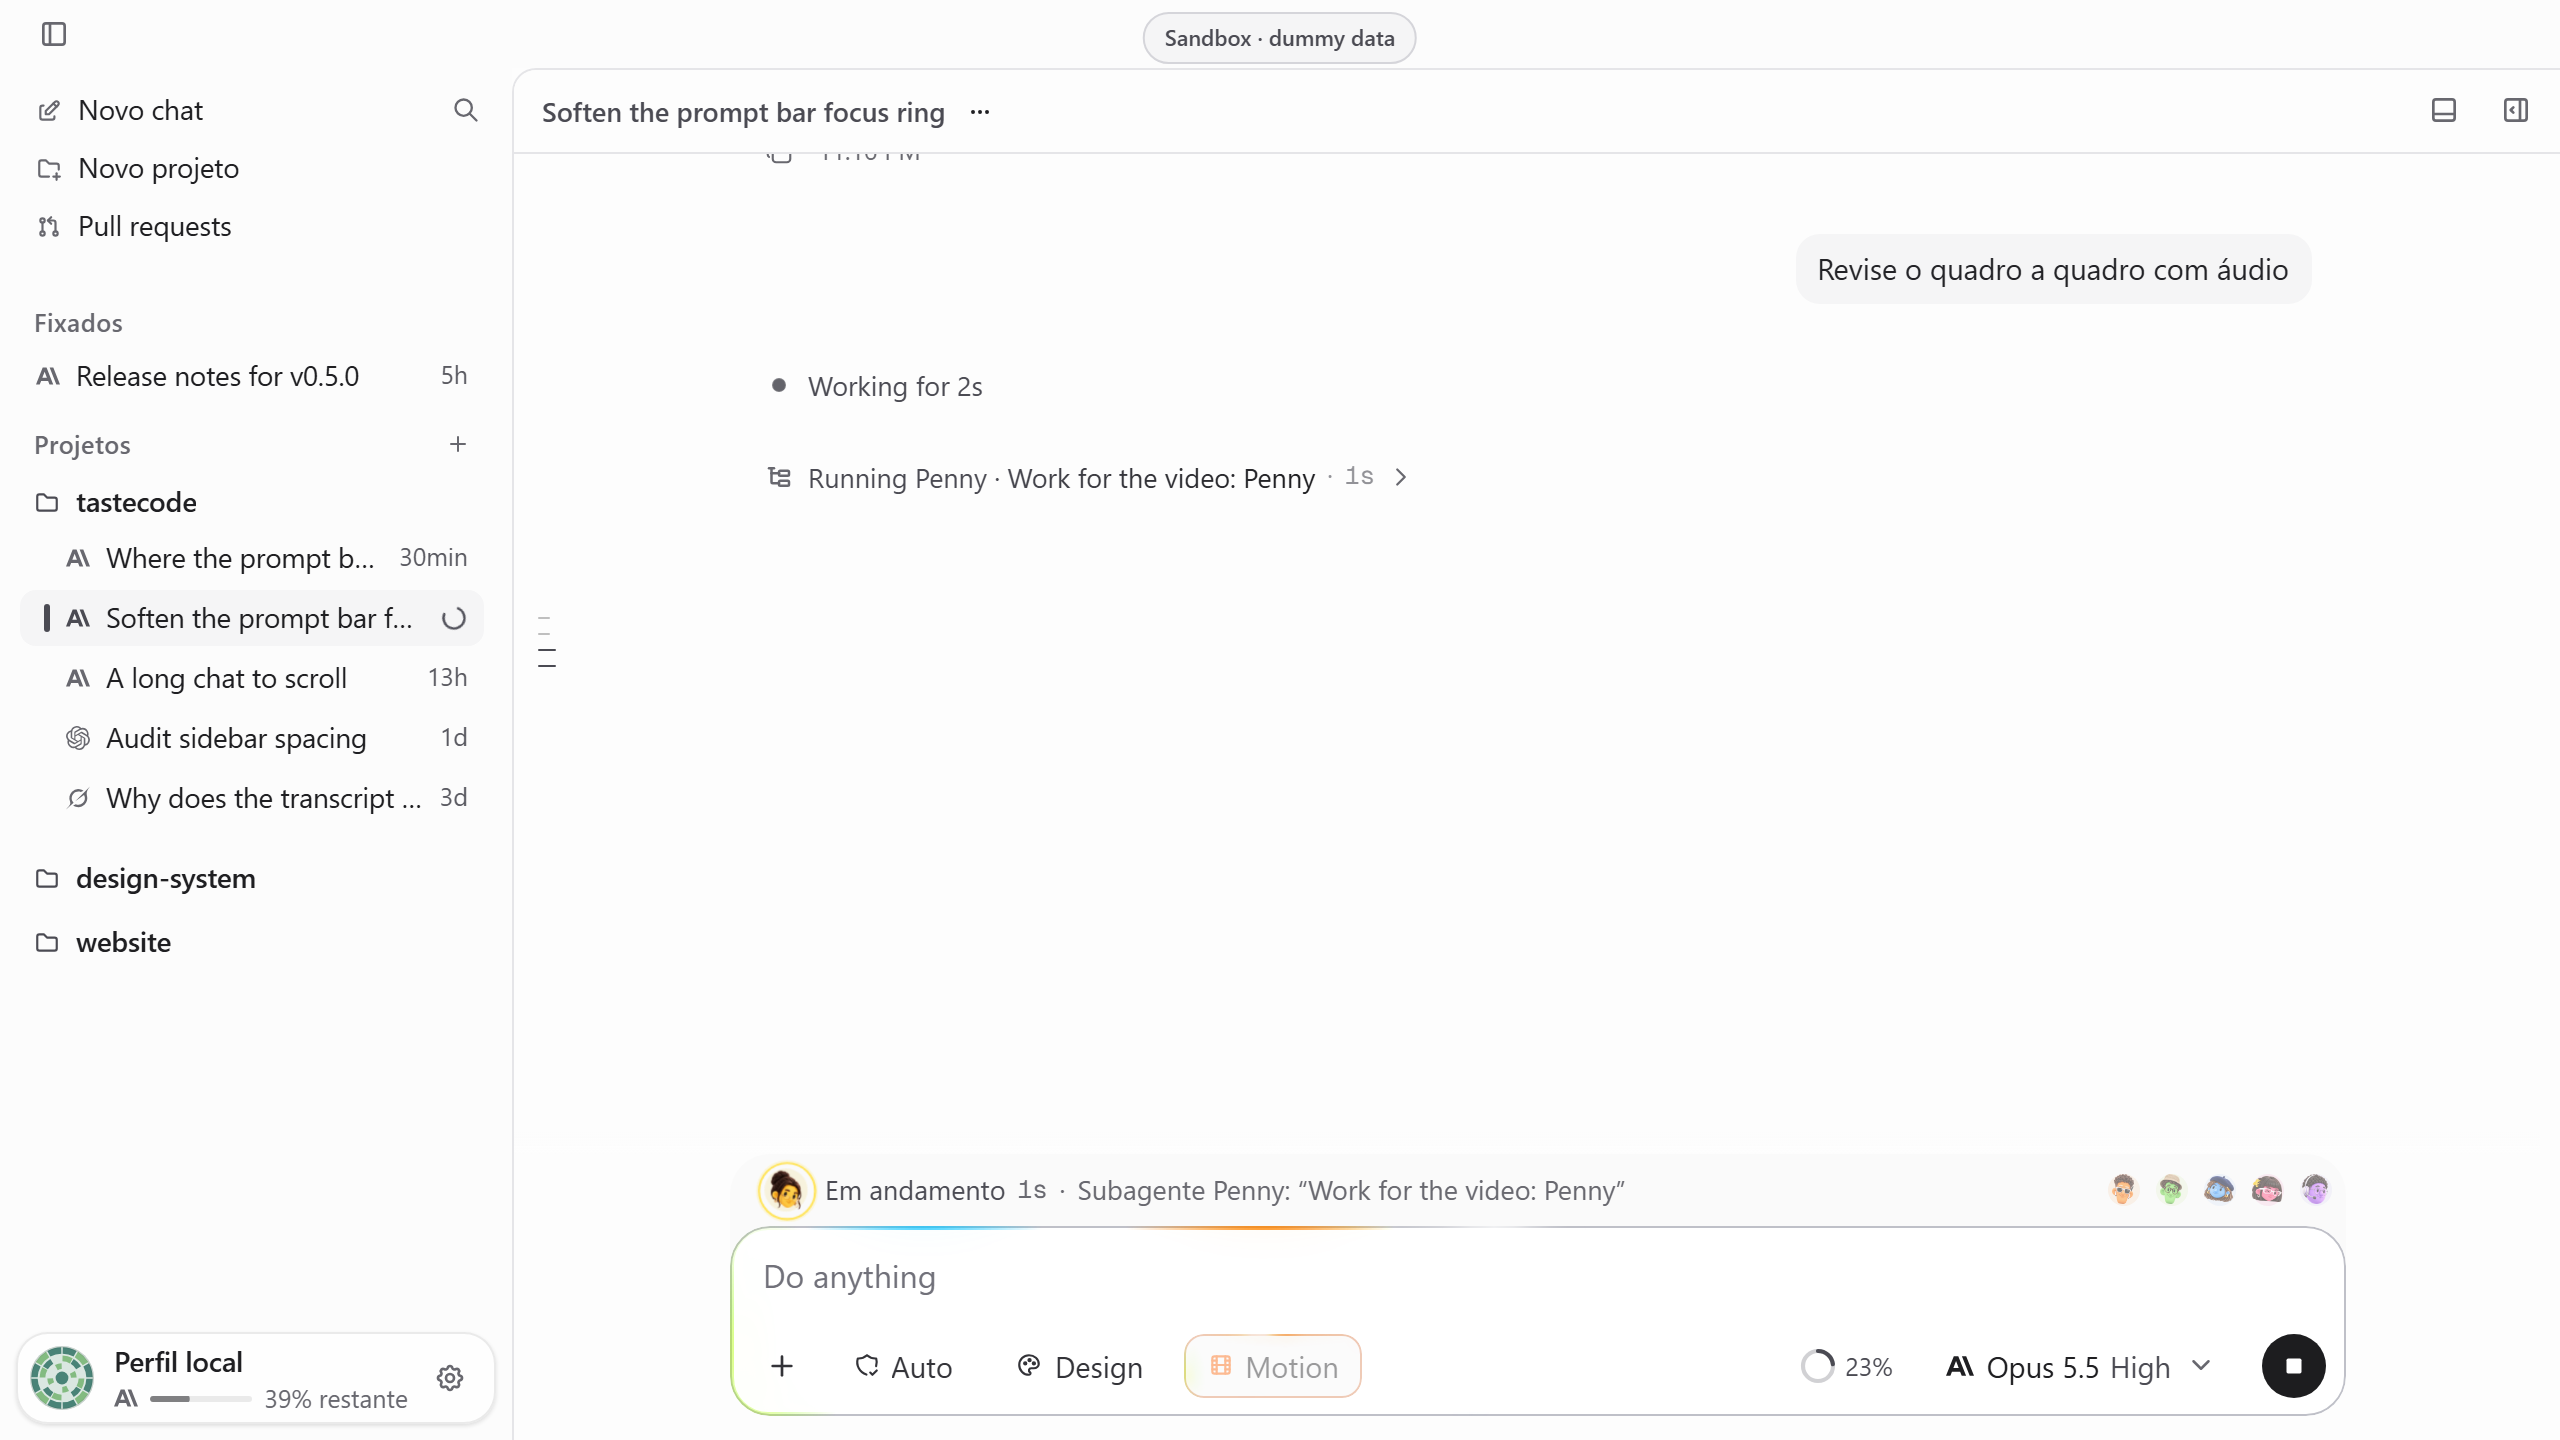 Sandbox · dummy data
Novo chat
Novo projeto
Pull requests
Fixados
Release notes for v0.5.0 5h
Projetos
tastecode
Where the prompt b... 30min
Soften the prompt bar f...
A long chat to scroll 13h
Audit sidebar spacing 1d
Why does the transcript ... 3d
design-system
website
Perfil local
39% restante
Soften the prompt bar focus ring
Revise o quadro a quadro com áudio
Working for 2s
Running Penny · Work for the video: Penny · 1s
Em andamento 1s · Subagente Penny: “Work for the video: Penny”
Do anything
Auto
Design
Motion
23%
Opus 5.5 High